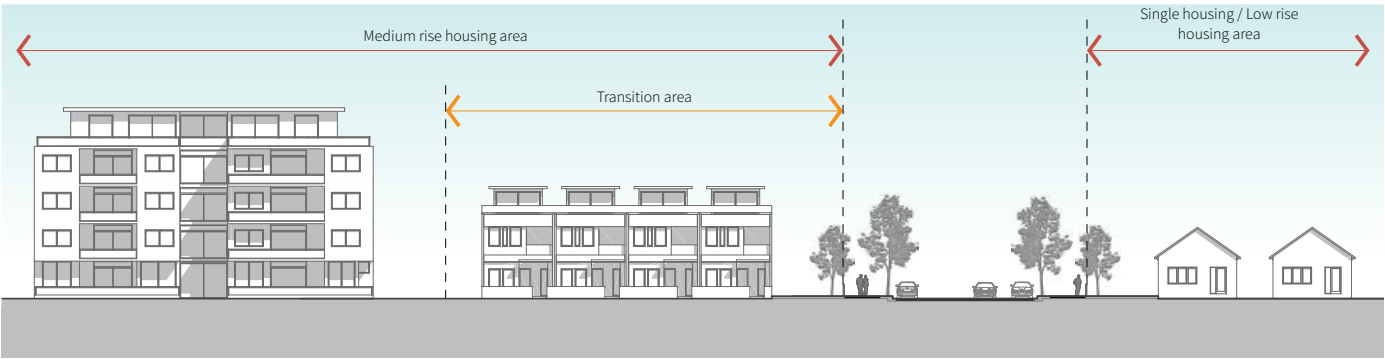 Medium rise housing area
Single housing / Low rise
housing area
Transition area